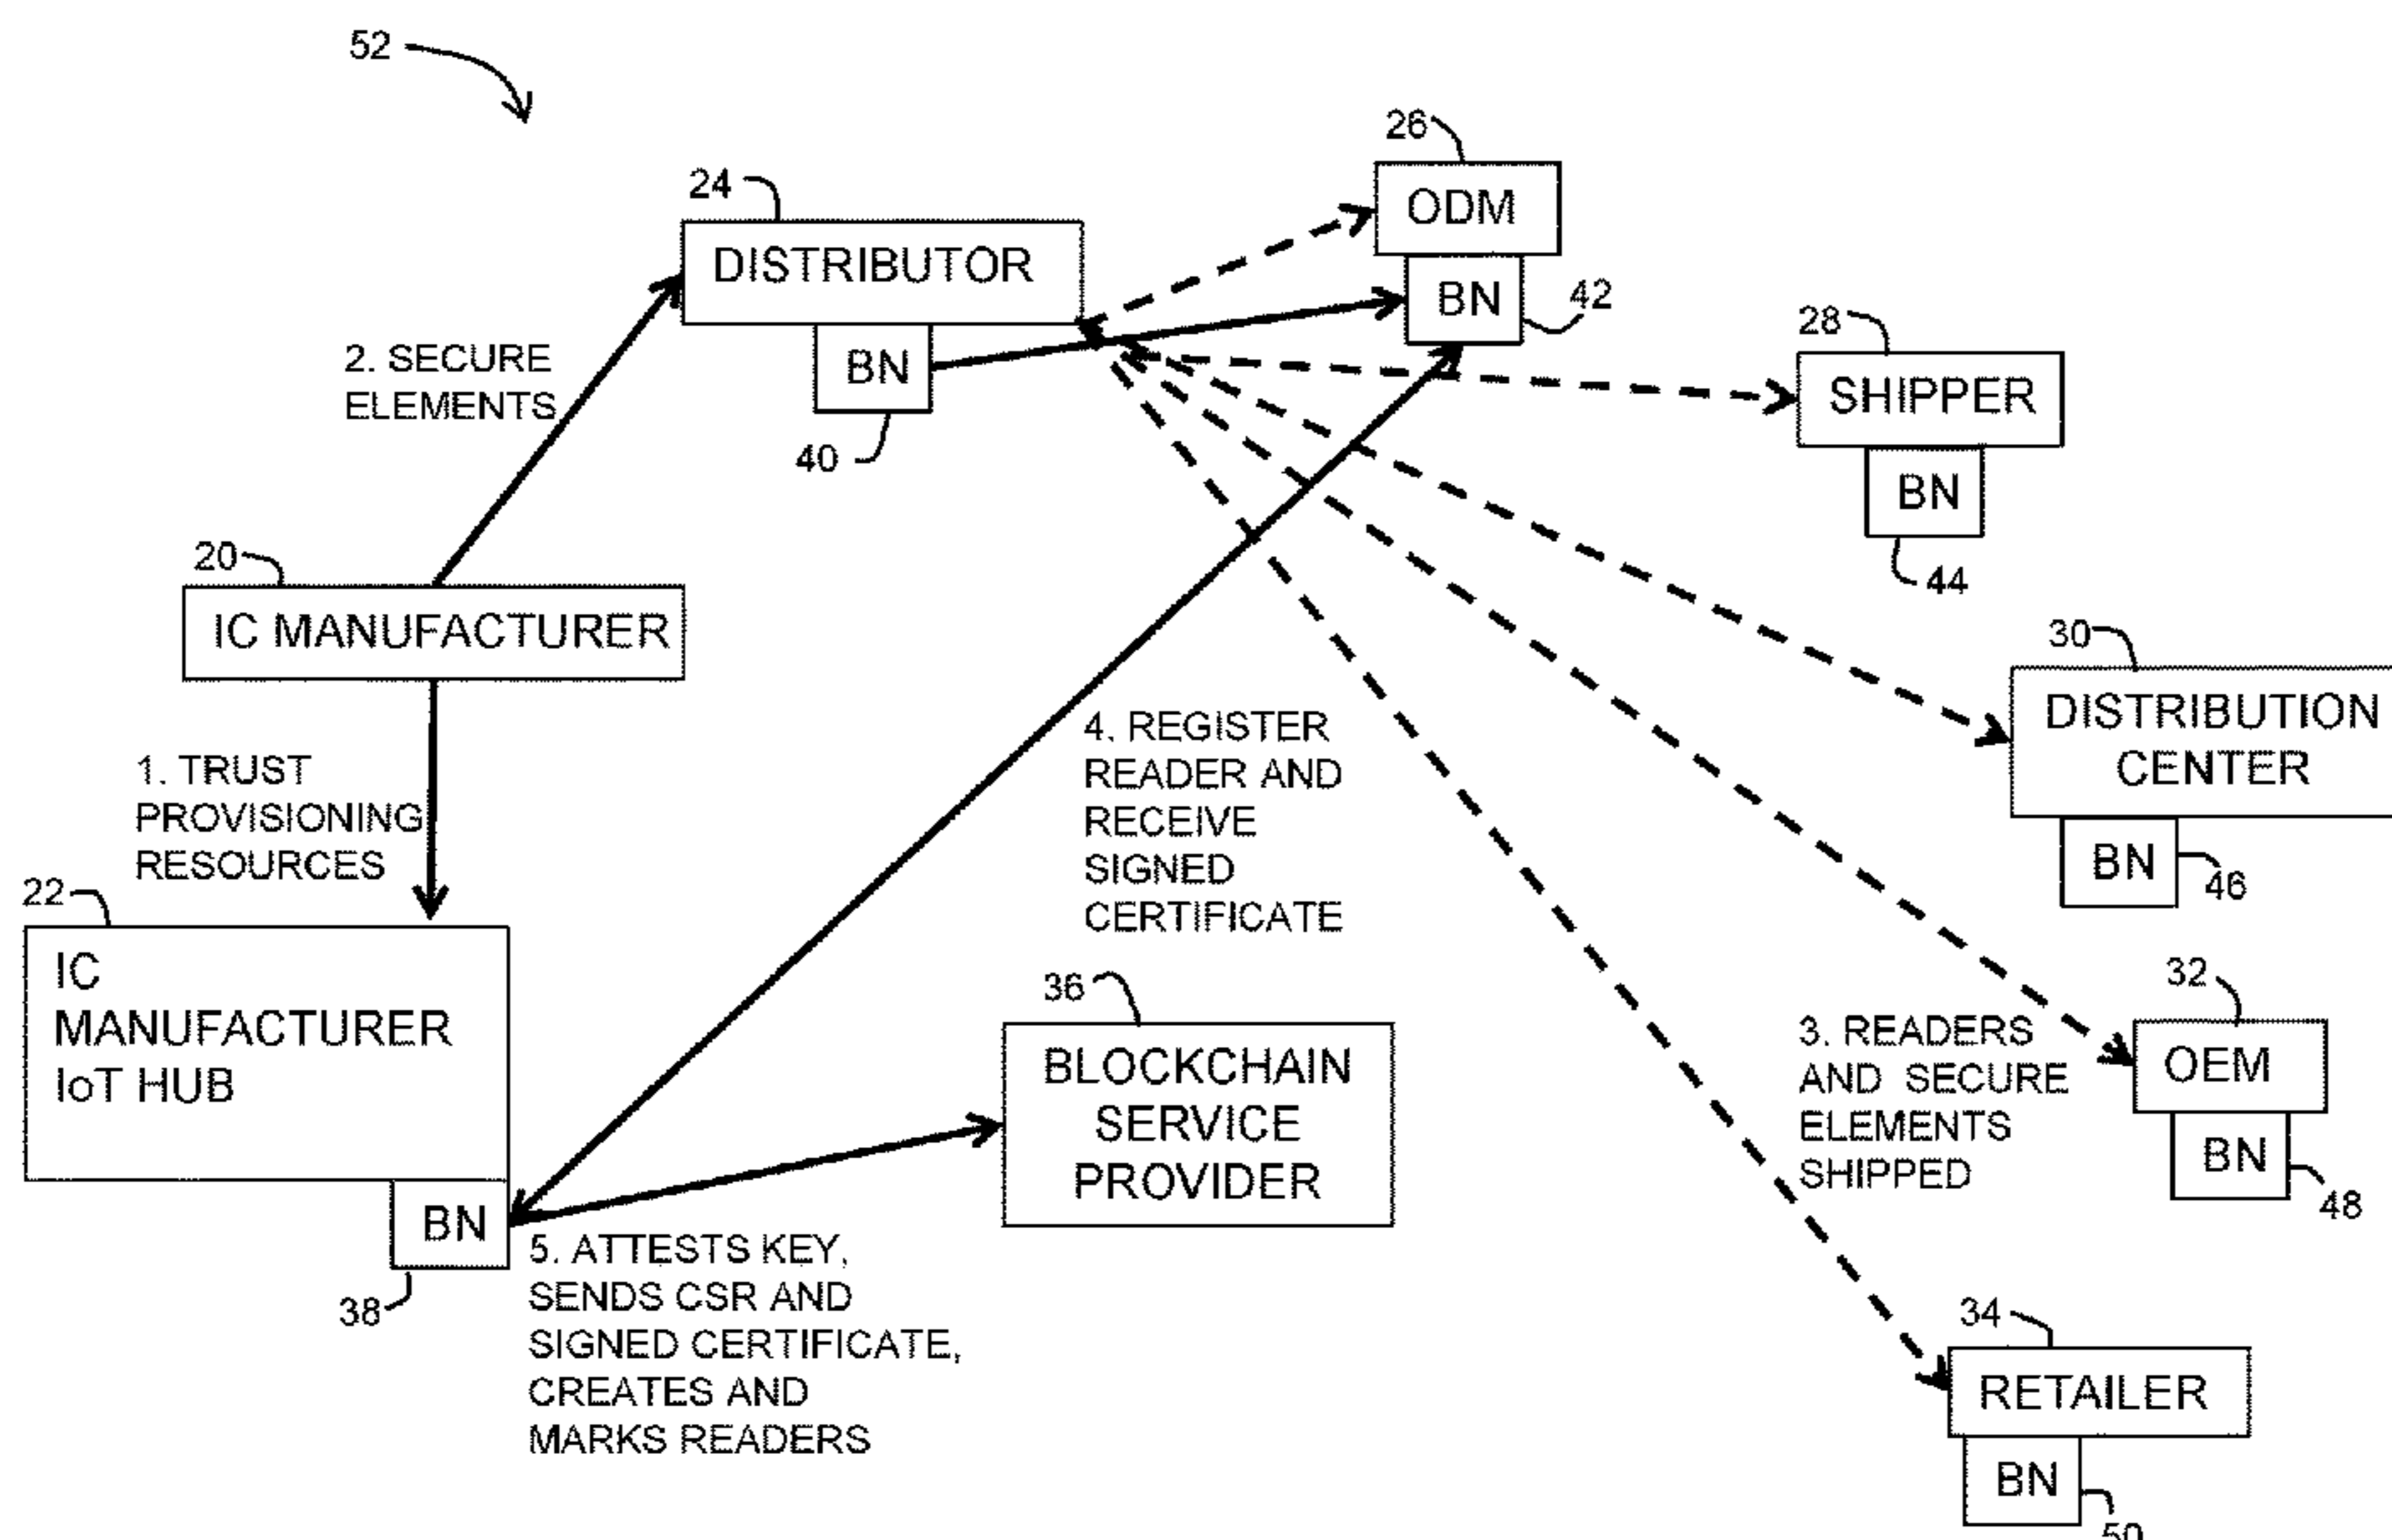 52
26
24
ODM
DISTRIBUTOR
BN
42
28
2. SECURE
ELEMENTS
BN
SHIPPER
40
BN
20
44
IC MANUFACTURER
30
DISTRIBUTION
CENTER
4. REGISTER
READER AND
RECEIVE
SIGNED
CERTIFICATE
1. TRUST
PROVISIONING
RESOURCES
22
BN
46
IC
MANUFACTURER
IoT HUB
36
32
BLOCKCHAIN
SERVICE
PROVIDER
3. READERS
AND SECURE
ELEMENTS
SHIPPED
OEM
BN
48
BN
38
5. ATTESTS KEY,
SENDS CSR AND
SIGNED CERTIFICATE,
CREATES AND
MARKS READERS
34
RETAILER
BN
50